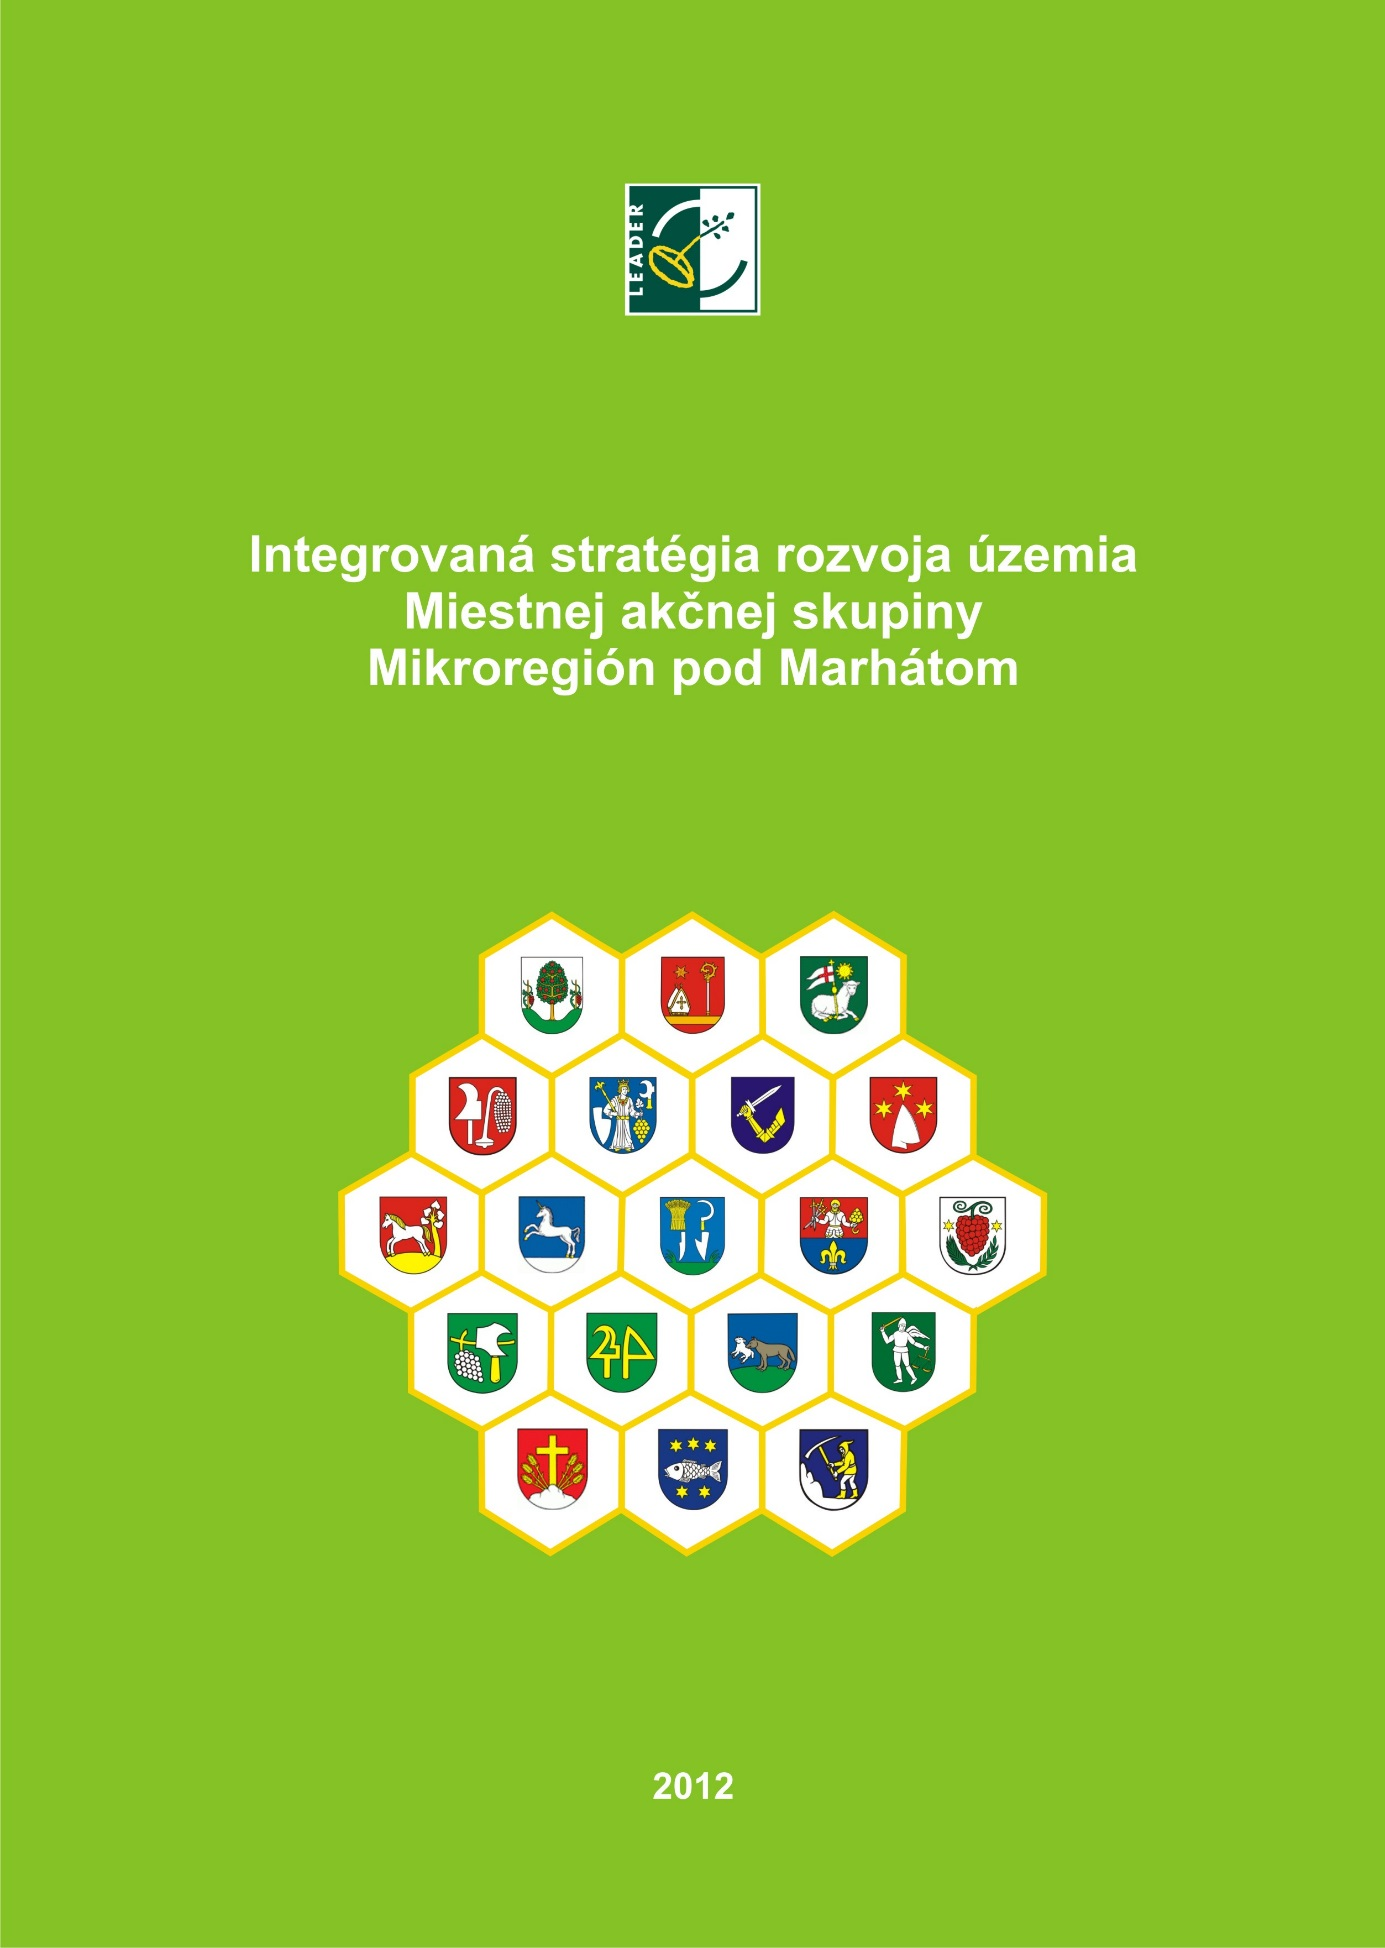 LEADER
Integrovaná stratégia rozvoja územia
Miestnej akčnej skupiny
Mikroregión pod Marhátom
2012